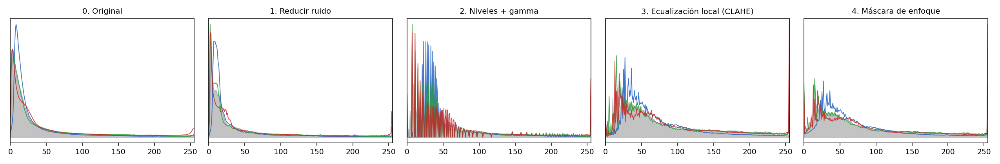 0. Original
1. Reducir ruido
2. Niveles + gamma
3. Ecualización local (CLAHE)
4. Máscara de enfoque
0 50 100 150 200 250
0 50 100 150 200 250
0 50 100 150 200 250
0 50 100 150 200 250
0 50 100 150 200 250